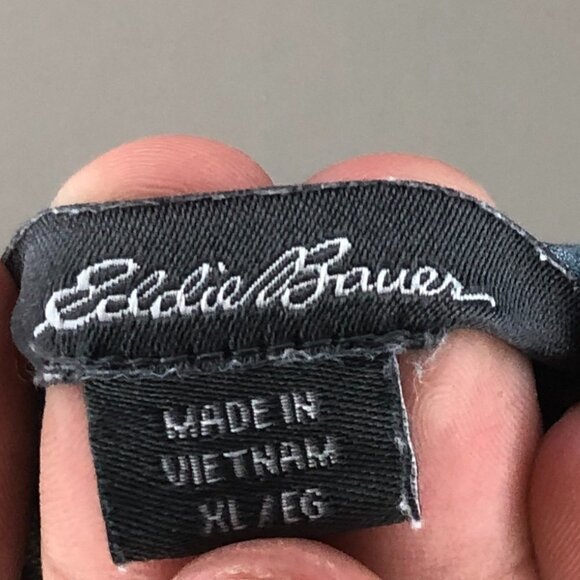 Eddie Bauer
MADE IN
VIETNAM
XL/EG